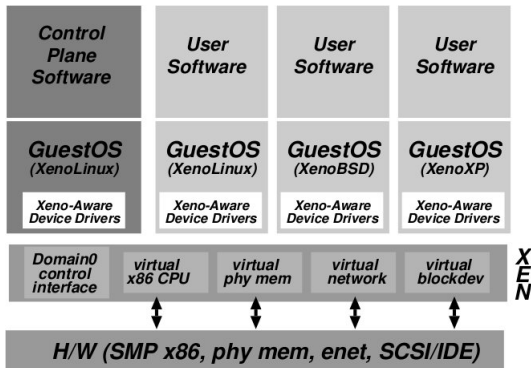 Control
Plane
Software
User
Software
User
Software
User
Software
GuestOS
(XenoLinux)
Xeno-Aware
Device Drivers
GuestOS
(XenoLinux)
Xeno-Aware
Device Drivers
GuestOS
(XenoBSD)
Xeno-Aware
Device Drivers
GuestOS
(XenoXP)
Xeno-Aware
Device Drivers
Domain0
control
interface
virtual
x86 CPU
virtual
phy mem
virtual
network
virtual
blockdev
X
E
N
H/W (SMP x86, phy mem, enet, SCSI/IDE)